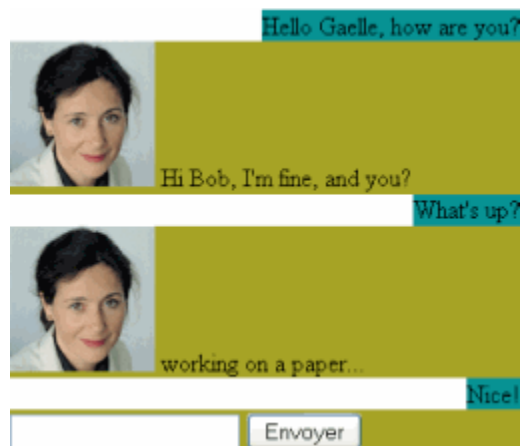 Hello Gaelle, how are you?
Hi Bob, I'm fine, and you?
What's up?
working on a paper...
Nice!
Envoyer